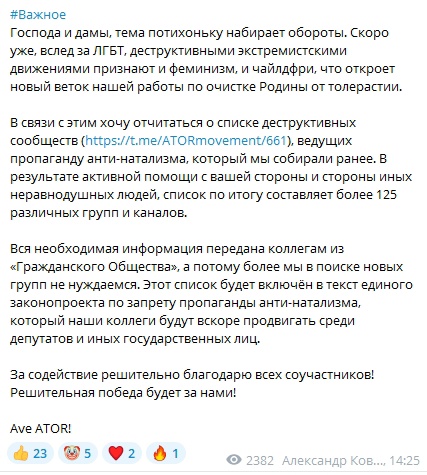 #Важное
Господа и дамы, тема потихоньку набирает обороты. Скоро
уже, вслед за ЛГБТ, деструктивными экстремистскими
движениями признают и феминизм, и чайлдфри, что откроет
новый веток нашей работы по очистке Родины от толерастии.
В связи с этим хочу отчитаться о списке деструктивных
сообществ (https://t.me/ATORmovement/661), ведущих
пропаганду анти-натализма, который мы собирали ранее. В
результате активной помощи с вашей стороны и стороны иных
неравнодушных людей, список по итогу составляет более 125
различных групп и каналов.
Вся необходимая информация передана коллегам из
«Гражданского Общества», а потому более мы в поиске новых
групп не нуждаемся. Этот список будет включён в текст единого
законопроекта по запрету пропаганды анти-натализма,
который наши коллеги будут вскоре продвигать среди
депутатов и иных государственных лиц.
За содействие решительно благодарю всех соучастников!
Решительная победа будет за нами!
Ave ATOR!
23 5 2 1 2382 Александр Ков..., 14:25